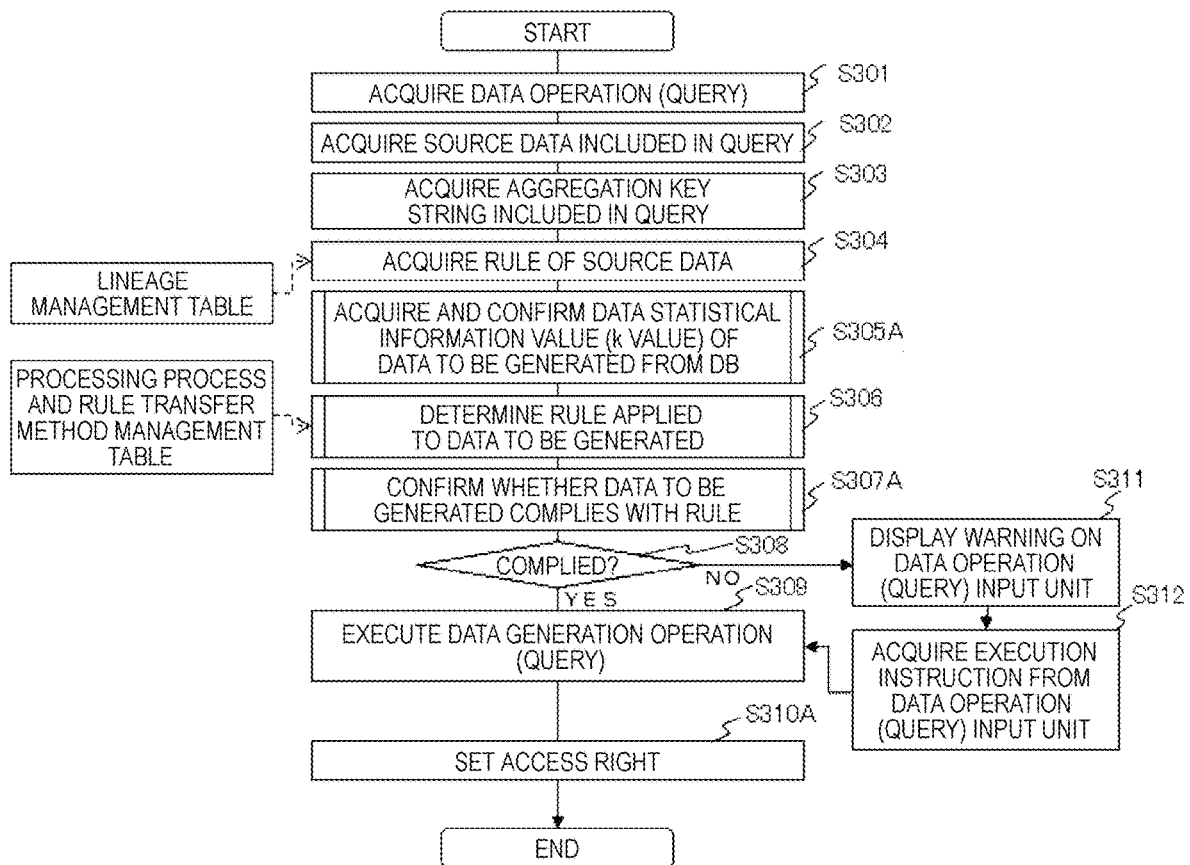 START
S301
ACQUIRE DATA OPERATION (QUERY)
S302
ACQUIRE SOURCE DATA INCLUDED IN QUERY
S303
ACQUIRE AGGREGATION KEY
STRING INCLUDED IN QUERY
S304
ACQUIRE RULE OF SOURCE DATA
LINEAGE
MANAGEMENT TABLE
ACQUIRE AND CONFIRM DATA STATISTICAL
INFORMATION VALUE (k VALUE) OF
DATA TO BE GENERATED FROM DB
S305A
PROCESSING PROCESS
AND RULE TRANSFER
METHOD MANAGEMENT
TABLE
S306
DETERMINE RULE APPLIED
TO DATA TO BE GENERATED
S307A
CONFIRM WHETHER DATA TO BE
GENERATED COMPLIES WITH RULE
S308
COMPLIED?
NO
YES
S311
DISPLAY WARNING ON
DATA OPERATION
(QUERY) INPUT UNIT
S309
EXECUTE DATA GENERATION OPERATION
(QUERY)
S312
ACQUIRE EXECUTION
INSTRUCTION FROM
DATA OPERATION
(QUERY) INPUT UNIT
S310A
SET ACCESS RIGHT
END